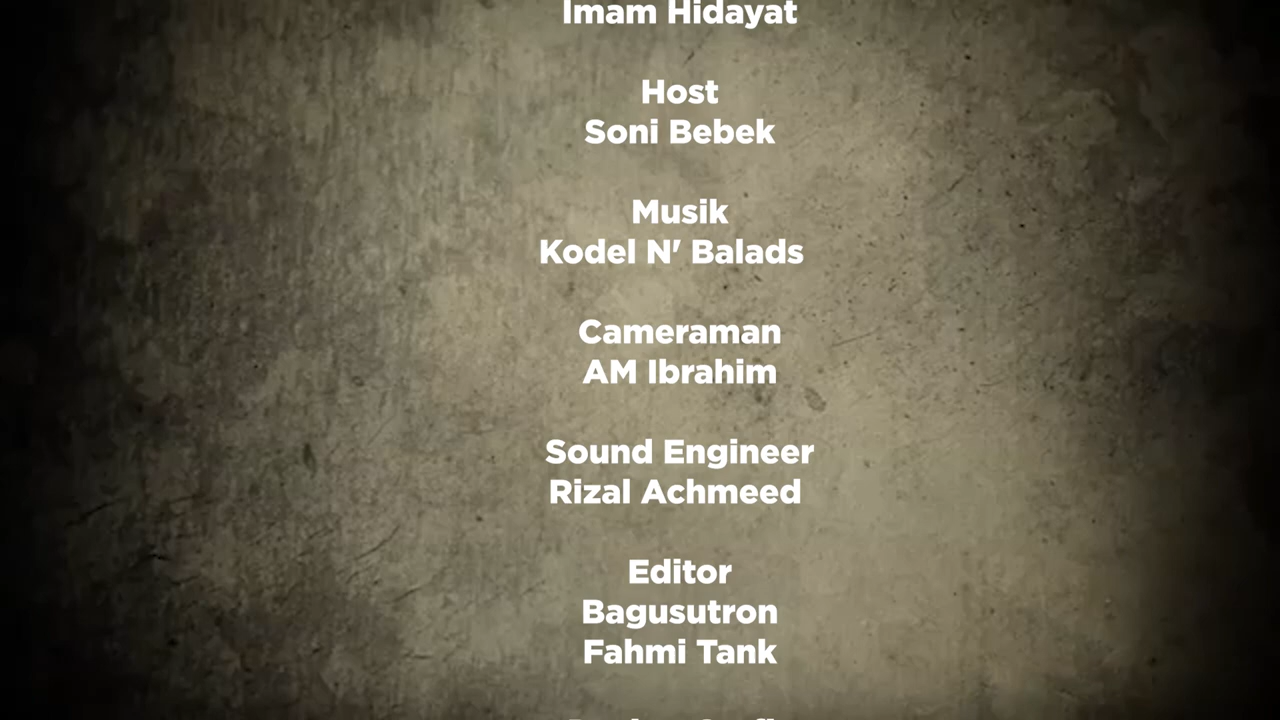 Imam Hidayat
Host
Soni Bebek
Musik
Kodel N' Balads
Cameraman
AM Ibrahim
Sound Engineer
Rizal Achmeed
Editor
Bagusutron
Fahmi Tank